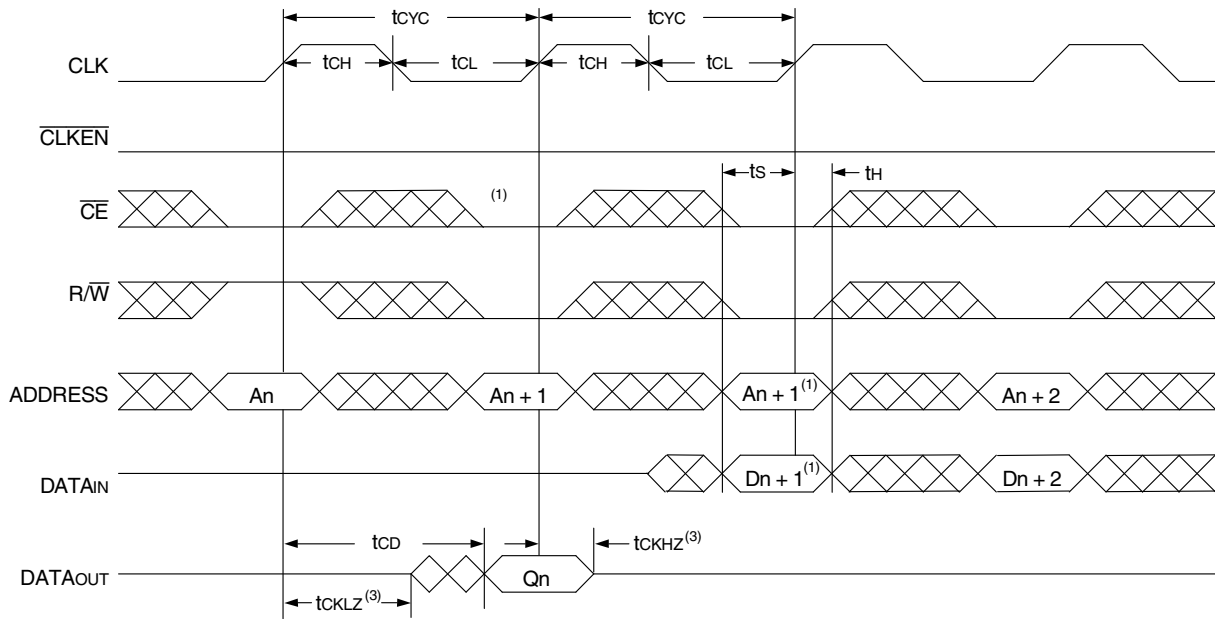 tCYC tCYC
CLK tCH tCL tCH tCL
CLKEN
tS tH
CE (1)
R/W
ADDRESS An An + 1 An + 1(1) An + 2
DATAIN Dn + 1(1) Dn + 2
tCD tCKHZ(3)
DATAOUT Qn
tCKLZ(3)